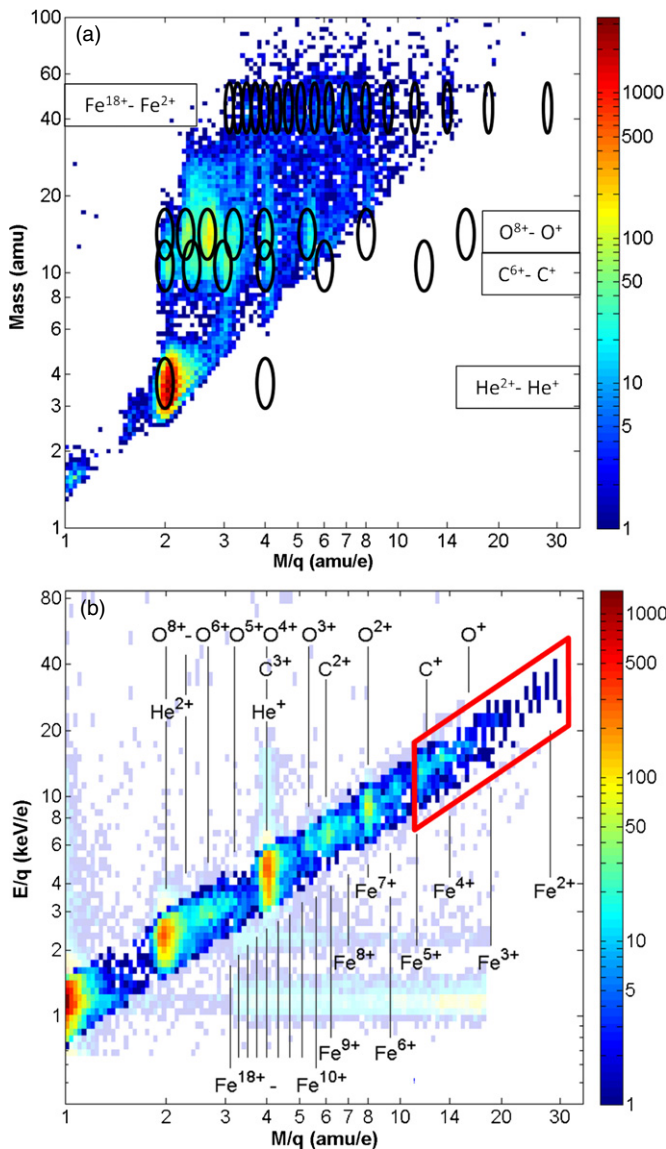 (a)
100
60
40
20
10
8
6
4
3
2
1
Mass (amu)
Fe18+- Fe2+
O8+- O+
C6+- C+
He2+- He+
1 2 3 4 5 6 7 8 10 14 20 30
M/q (amu/e)
1000
500
100
50
10
5
1
(b)
80
40
20
10
8
6
4
3
2
1
E/q (keV/e)
O8+- O6+ O5+ O4+ O3+ O2+ O+
C3+ C2+ C+
He2+ He+
Fe7+ Fe4+ Fe2+
Fe8+ Fe5+ Fe3+
Fe9+ Fe6+
Fe18+ - Fe10+
1 2 3 4 5 6 7 8 10 14 20 30
M/q (amu/e)
1000
500
100
50
10
5
1